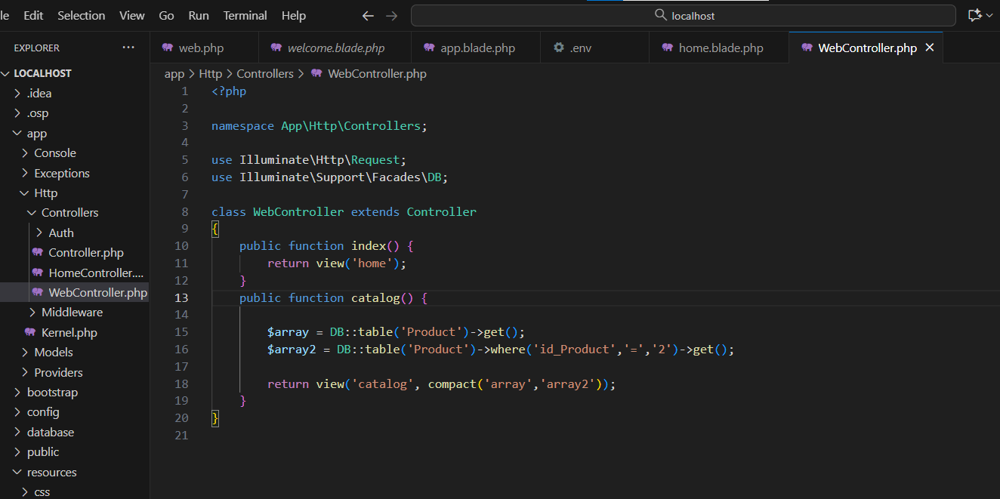 le Edit Selection View Go Run Terminal Help localhost
EXPLORER ... web.php welcome.blade.php app.blade.php .env home.blade.php WebController.php
LOCALHOST
.idea
.osp
app
Console
Exceptions
Http
Controllers
Auth
Controller.php
HomeController....
WebController.php
Middleware
Kernel.php
Models
Providers
bootstrap
config
database
public
resources
css
app > Http > Controllers > WebController.php
1 <?php
2
3 namespace App\Http\Controllers;
4
5 use Illuminate\Http\Request;
6 use Illuminate\Support\Facades\DB;
7
8 class WebController extends Controller
9 {
10 public function index() {
11 return view('home');
12 }
13 public function catalog() {
14
15 $array = DB::table('Product')->get();
16 $array2 = DB::table('Product')->where('id_Product','=','2')->get();
17
18 return view('catalog', compact('array','array2'));
19 }
20 }
21